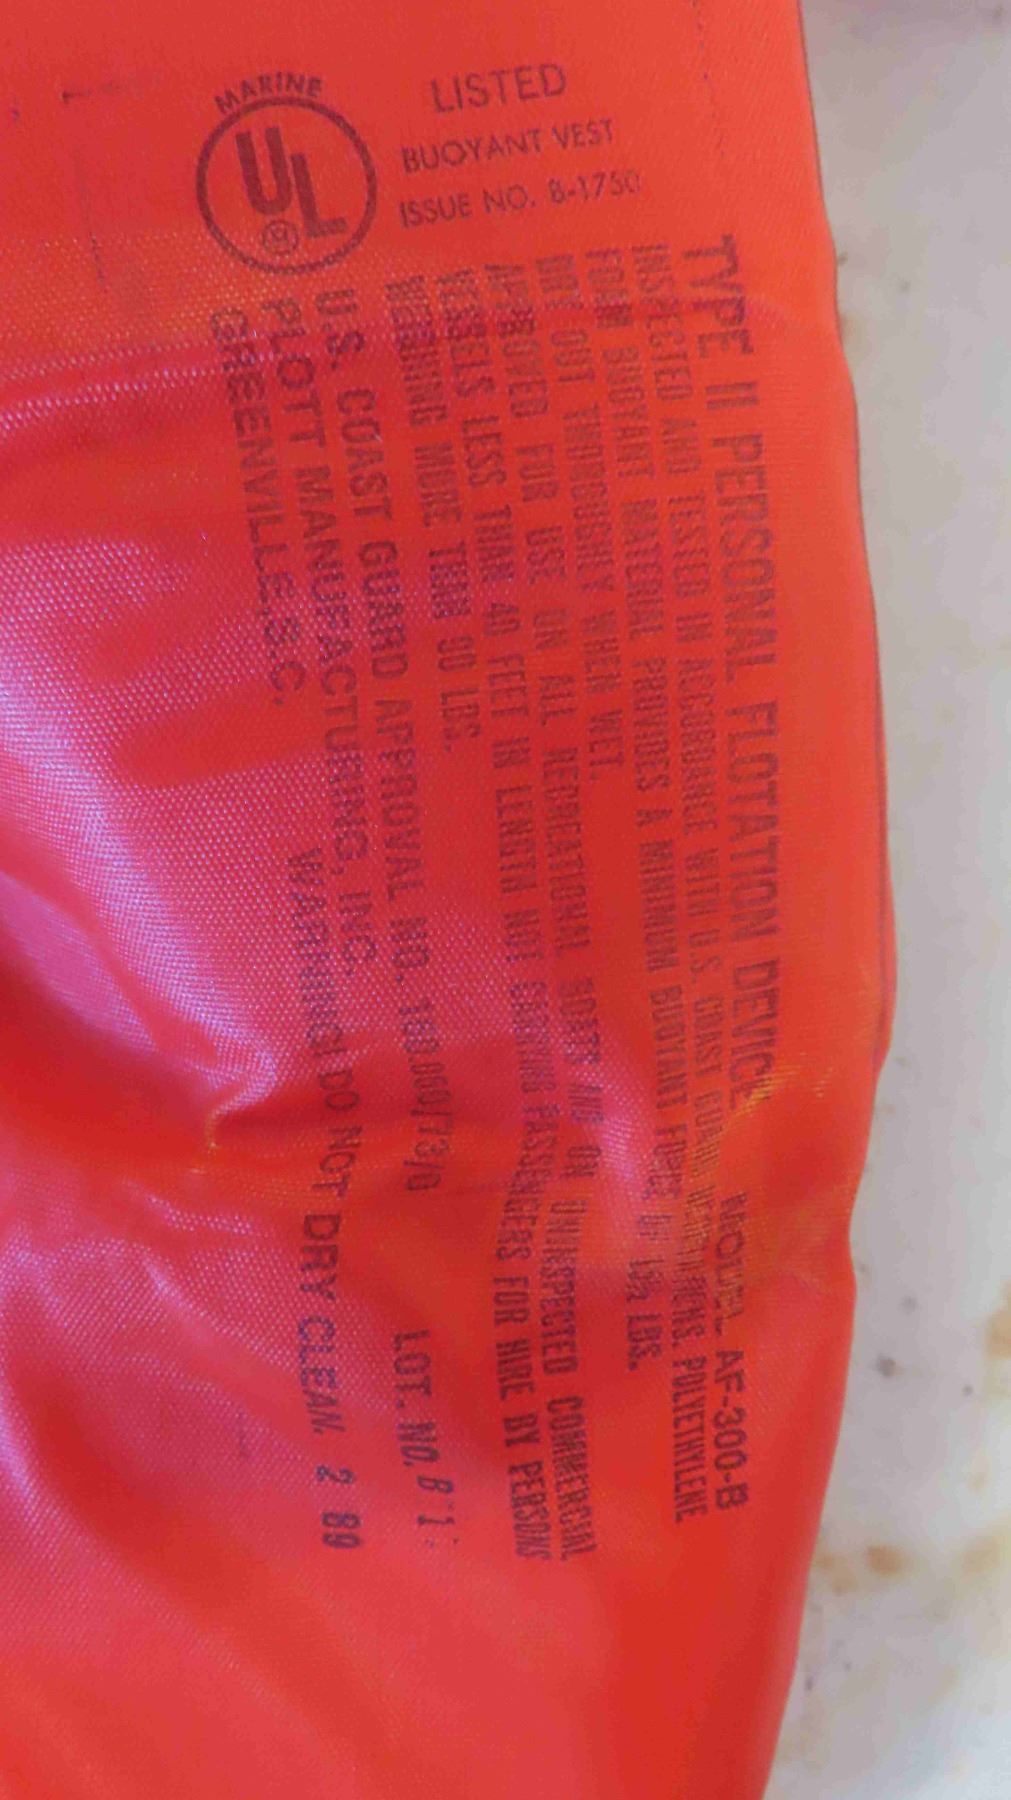 MARINE
UL
®
LISTED
BUOYANT VEST
ISSUE NO. B-1750
TYPE II PERSONAL FLOTATION DEVICE MODEL AF-300-B
INSPECTED AND TESTED IN ACCORDANCE WITH U.S. COAST GUARD POLYETHYLENE
FOAM BUOYANT MATERIAL PROVIDES A MINIMUM BUOYANT FORCE OF LBS.
DRY OUT THOROUGHLY WHEN WET.
APPROVED FOR USE ON ALL RECREATIONAL BOATS AND ON UNINSPECTED COMMERCIAL
VESSELS LESS THAN 40 FEET IN LENGTH NOT CARRYING PASSENGERS FOR HIRE BY PERSONS
WEIGHING MORE THAN 90 LBS.
U.S. COAST GUARD APPROVAL NO. 160.060/73/0 LOT. NO.
PLOTT MANUFACTURING, INC.
GREENVILLE, S.C. WARNING! DO NOT DRY CLEAN. 2 89